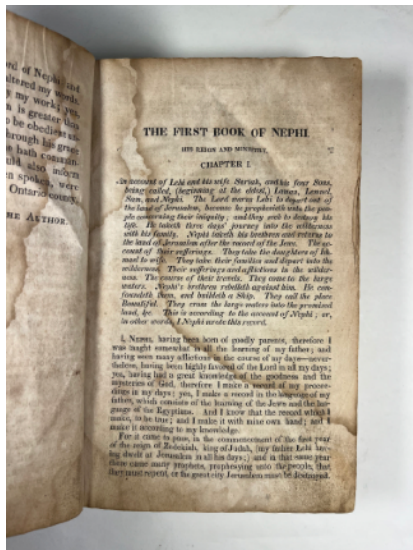 ord of Nephi and
altered my words.
my work; yea,
n is greater than
o be obedient an-
through his grac-
he hath comman-
uld also inform
en spoken, were
Ontario county,
THE AUTHOR.
THE FIRST BOOK OF NEPHI.
HIS REIGN AND MINISTRY.
CHAPTER I.
An account of Lehi and his wife Sariah, and his four Sons,
being called, (beginning at the eldest,) Laman, Lemuel,
Sam, and Nephi. The Lord warns Lehi to depart out of
the land of Jerusalem, because he prophesieth unto the peo-
ple concerning their iniquity; and they seek to destroy his
life. He taketh three days' journey into the wilderness
with his family. Nephi taketh his brethren and returns to
the land of Jerusalem after the record of the Jews. The ac-
count of their sufferings. They take the daughters of Ish-
mael to wife. They take their families and depart into the
wilderness. Their sufferings and afflictions in the wilder-
ness. The course of their travels. They come to the large
waters. Nephi's brethren rebelleth against him. He con-
foundeth them, and buildeth a Ship. They call the place
Bountiful. They cross the large waters into the promised
land, &c. This is according to the account of Nephi; or,
in other words, I Nephi wrote this record.
I, NEPHI, having been born of goodly parents, therefore I
was taught somewhat in all the learning of my father; and
having seen many afflictions in the course of my days—never-
theless, having been highly favored of the Lord in all my days;
yea, having had a great knowledge of the goodness and the
mysteries of God, therefore I make a record of my proceed-
ings in my days; yea, I make a record in the language of my
father, which consists of the learning of the Jews and the lan-
guage of the Egyptians. And I know that the record which I
make, to be true; and I make it with mine own hand; and I
make it according to my knowledge.
For it came to pass, in the commencement of the first year
of the reign of Zedekiah, king of Judah, (my father Lehi hav-
ing dwelt at Jerusalem in all his days;) and in that same year
there came many prophets, prophesying unto the people, that
they must repent, or the great city Jerusalem must be destroyed.